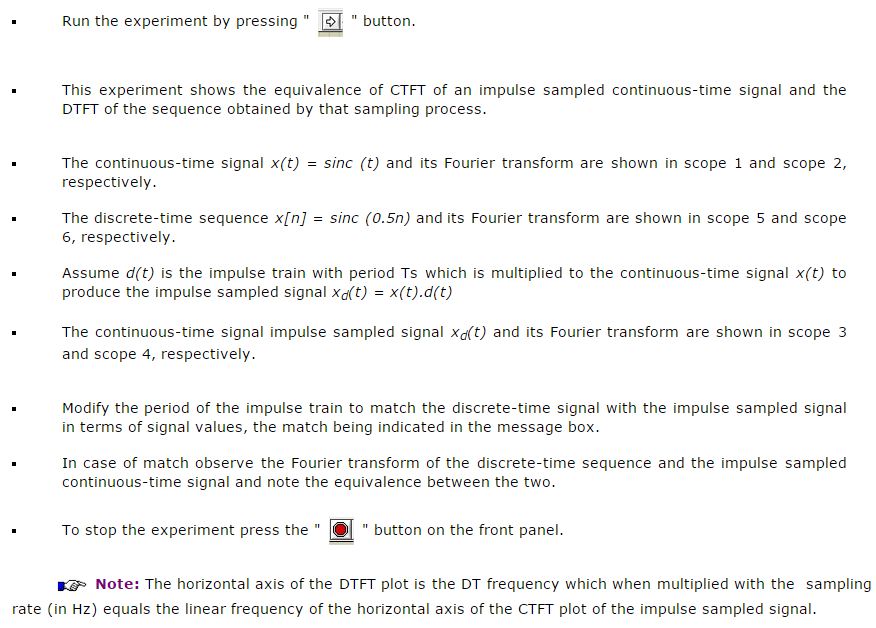 ▪ Run the experiment by pressing " " button.
▪ This experiment shows the equivalence of CTFT of an impulse sampled continuous-time signal and the
DTFT of the sequence obtained by that sampling process.
▪ The continuous-time signal x(t) = sinc (t) and its Fourier transform are shown in scope 1 and scope 2,
respectively.
▪ The discrete-time sequence x[n] = sinc (0.5n) and its Fourier transform are shown in scope 5 and scope
6, respectively.
▪ Assume d(t) is the impulse train with period Ts which is multiplied to the continuous-time signal x(t) to
produce the impulse sampled signal xd(t) = x(t).d(t)
▪ The continuous-time signal impulse sampled signal xd(t) and its Fourier transform are shown in scope 3
and scope 4, respectively.
▪ Modify the period of the impulse train to match the discrete-time signal with the impulse sampled signal
in terms of signal values, the match being indicated in the message box.
▪ In case of match observe the Fourier transform of the discrete-time sequence and the impulse sampled
continuous-time signal and note the equivalence between the two.
▪ To stop the experiment press the " " button on the front panel.
Note: The horizontal axis of the DTFT plot is the DT frequency which when multiplied with the sampling
rate (in Hz) equals the linear frequency of the horizontal axis of the CTFT plot of the impulse sampled signal.